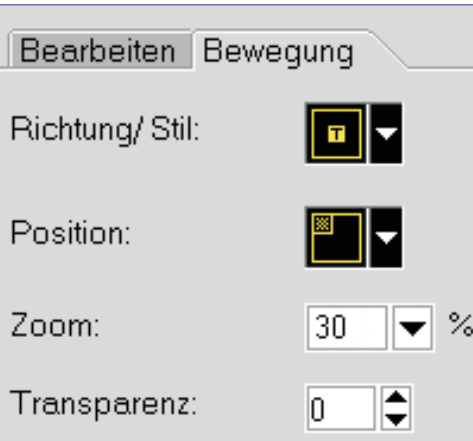 Bearbeiten Bewegung
Richtung/ Stil: T
Position:
Zoom: 30 %
Transparenz: 0